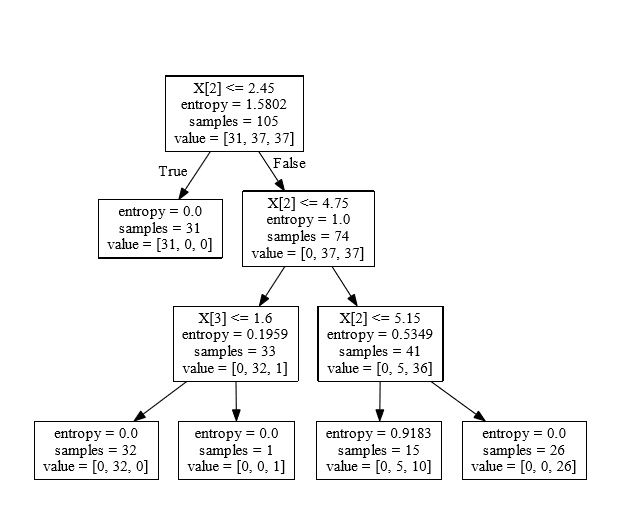 X[2] <= 2.45
entropy = 1.5802
samples = 105
value = [31, 37, 37]
True
False
entropy = 0.0
samples = 31
value = [31, 0, 0]
X[2] <= 4.75
entropy = 1.0
samples = 74
value = [0, 37, 37]
X[3] <= 1.6
entropy = 0.1959
samples = 33
value = [0, 32, 1]
X[2] <= 5.15
entropy = 0.5349
samples = 41
value = [0, 5, 36]
entropy = 0.0
samples = 32
value = [0, 32, 0]
entropy = 0.0
samples = 1
value = [0, 0, 1]
entropy = 0.9183
samples = 15
value = [0, 5, 10]
entropy = 0.0
samples = 26
value = [0, 0, 26]